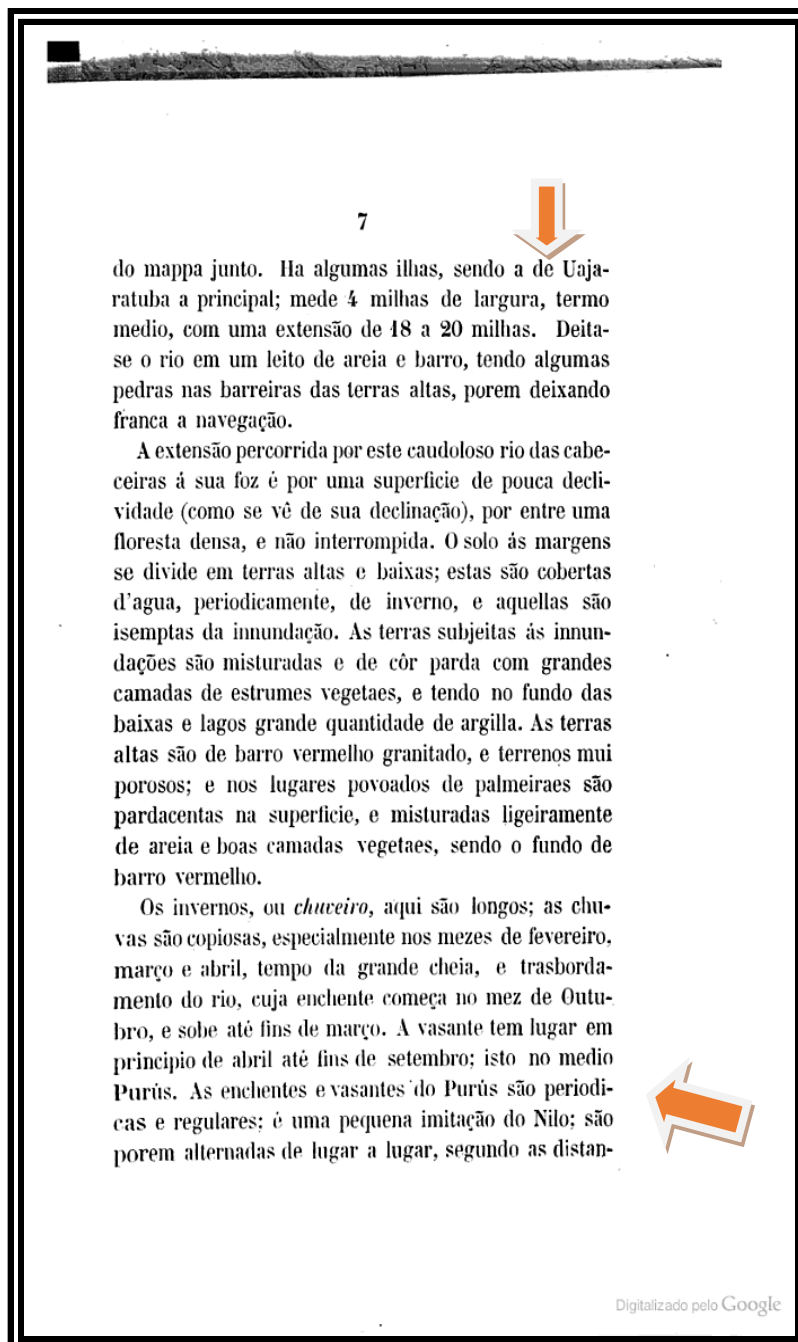 7
do mappa junto. Ha algumas ilhas, sendo a de Uaja-
ratuba a principal; mede 4 milhas de largura, termo
medio, com uma extensão de 18 a 20 milhas. Deita-
se o rio em um leito de areia e barro, tendo algumas
pedras nas barreiras das terras altas, porem deixando
franca a navegação.
A extensão percorrida por este caudoloso rio das cabe-
ceiras á sua foz é por uma superficie de pouca decli-
vidade (como se vê de sua declinação), por entre uma
floresta densa, e não interrompida. O solo ás margens
se divide em terras altas e baixas; estas são cobertas
d'agua, periodicamente, de inverno, e aquellas são
isemptas da innundação. As terras subjeitas ás innun-
dações são misturadas e de côr parda com grandes
camadas de estrumes vegetaes, e tendo no fundo das
baixas e lagos grande quantidade de argilla. As terras
altas são de barro vermelho granitado, e terrenos mui
porosos; e nos lugares povoados de palmeiraes são
pardacentas na superficie, e misturadas ligeiramente
de areia e boas camadas vegetaes, sendo o fundo de
barro vermelho.
Os invernos, ou chuveiro, aqui são longos; as chu-
vas são copiosas, especialmente nos mezes de fevereiro,
março e abril, tempo da grande cheia, e trasborda-
mento do rio, cuja enchente começa no mez de Outu-
bro, e sobe até fins de março. A vasante tem lugar em
principio de abril até fins de setembro; isto no medio
Purús. As enchentes e vasantes do Purús são periodi-
cas e regulares; é uma pequena imitação do Nilo; são
porem alternadas de lugar a lugar, segundo as distan-
Digitalizado pelo Google